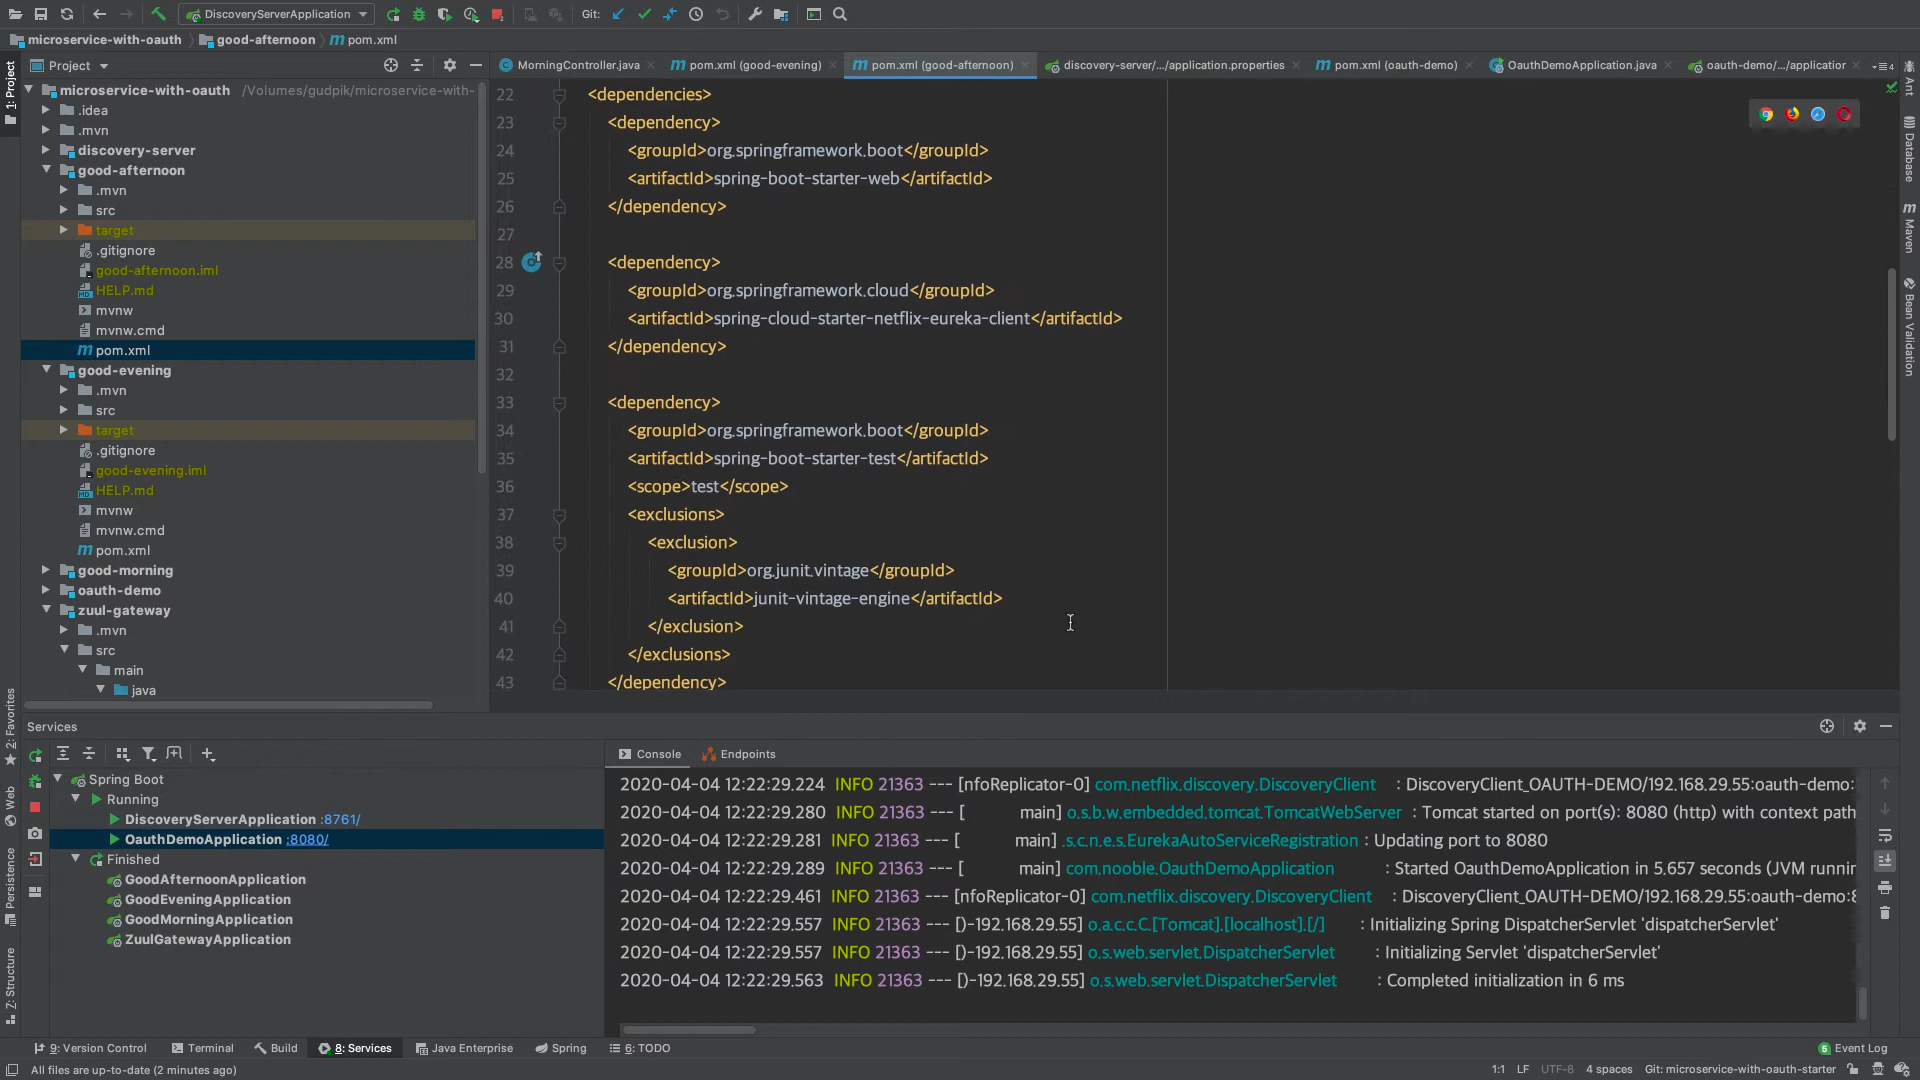 DiscoveryServerApplication
Git:
microservice-with-oauth
good-afternoon
pom.xml
Project
MorningController.java
pom.xml (good-evening)
pom.xml (good-afternoon)
discovery-server/.../application.properties
pom.xml (oauth-demo)
OauthDemoApplication.java
oauth-demo/.../applicatior
1: Project
microservice-with-oauth /Volumes/gudpik/microservice-with-
.idea
.mvn
discovery-server
good-afternoon
.mvn
src
target
.gitignore
good-afternoon.iml
HELP.md
mvnw
mvnw.cmd
pom.xml
good-evening
.mvn
src
target
.gitignore
good-evening.iml
HELP.md
mvnw
mvnw.cmd
pom.xml
good-morning
oauth-demo
zuul-gateway
.mvn
src
main
java
22 <dependencies>
23 <dependency>
24 <groupId>org.springframework.boot</groupId>
25 <artifactId>spring-boot-starter-web</artifactId>
26 </dependency>
27
28 <dependency>
29 <groupId>org.springframework.cloud</groupId>
30 <artifactId>spring-cloud-starter-netflix-eureka-client</artifactId>
31 </dependency>
32
33 <dependency>
34 <groupId>org.springframework.boot</groupId>
35 <artifactId>spring-boot-starter-test</artifactId>
36 <scope>test</scope>
37 <exclusions>
38 <exclusion>
39 <groupId>org.junit.vintage</groupId>
40 <artifactId>junit-vintage-engine</artifactId>
41 </exclusion>
42 </exclusions>
43 </dependency>
Ant
Database
Maven
Bean Validation
2: Favorites
Web
Persistence
Z: Structure
Services
Spring Boot
Running
DiscoveryServerApplication :8761/
OauthDemoApplication :8080/
Finished
GoodAfternoonApplication
GoodEveningApplication
GoodMorningApplication
ZuulGatewayApplication
Console
Endpoints
2020-04-04 12:22:29.224 INFO 21363 --- [nfoReplicator-0] com.netflix.discovery.DiscoveryClient : DiscoveryClient_OAUTH-DEMO/192.168.29.55:oauth-demo:
2020-04-04 12:22:29.280 INFO 21363 --- [ main] o.s.b.w.embedded.tomcat.TomcatWebServer : Tomcat started on port(s): 8080 (http) with context path
2020-04-04 12:22:29.281 INFO 21363 --- [ main] .s.c.n.e.s.EurekaAutoServiceRegistration : Updating port to 8080
2020-04-04 12:22:29.289 INFO 21363 --- [ main] com.nooble.OauthDemoApplication : Started OauthDemoApplication in 5.657 seconds (JVM runnin
2020-04-04 12:22:29.461 INFO 21363 --- [nfoReplicator-0] com.netflix.discovery.DiscoveryClient : DiscoveryClient_OAUTH-DEMO/192.168.29.55:oauth-demo:8
2020-04-04 12:22:29.557 INFO 21363 --- [)-192.168.29.55] o.a.c.c.C.[Tomcat].[localhost].[/] : Initializing Spring DispatcherServlet 'dispatcherServlet'
2020-04-04 12:22:29.557 INFO 21363 --- [)-192.168.29.55] o.s.web.servlet.DispatcherServlet : Initializing Servlet 'dispatcherServlet'
2020-04-04 12:22:29.563 INFO 21363 --- [)-192.168.29.55] o.s.web.servlet.DispatcherServlet : Completed initialization in 6 ms
9: Version Control
Terminal
Build
8: Services
Java Enterprise
Spring
6: TODO
5 Event Log
All files are up-to-date (2 minutes ago)
1:1 LF UTF-8 4 spaces Git: microservice-with-oauth-starter